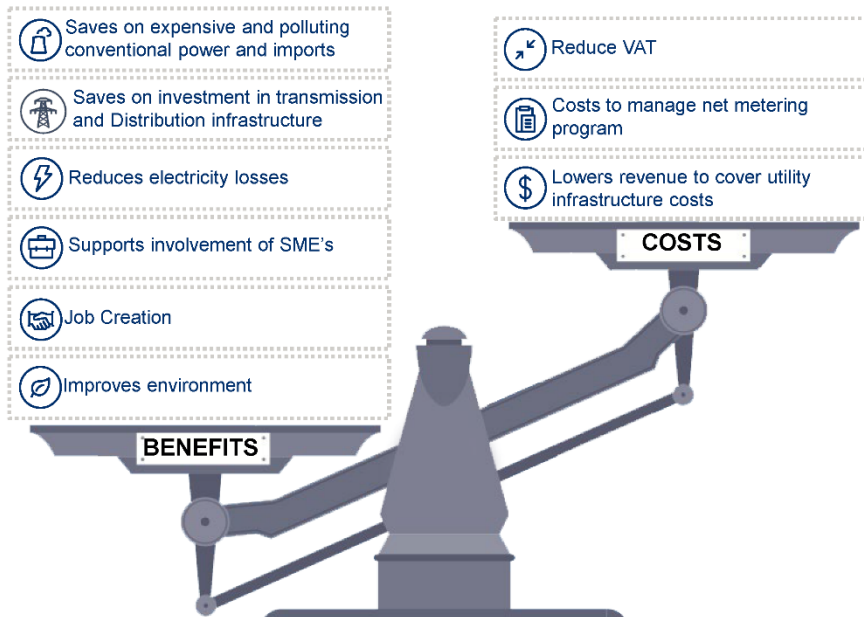 Saves on expensive and polluting
conventional power and imports
Saves on investment in transmission
and Distribution infrastructure
Reduces electricity losses
Supports involvement of SME's
Job Creation
Improves environment
BENEFITS
Reduce VAT
Costs to manage net metering
program
Lowers revenue to cover utility
infrastructure costs
COSTS